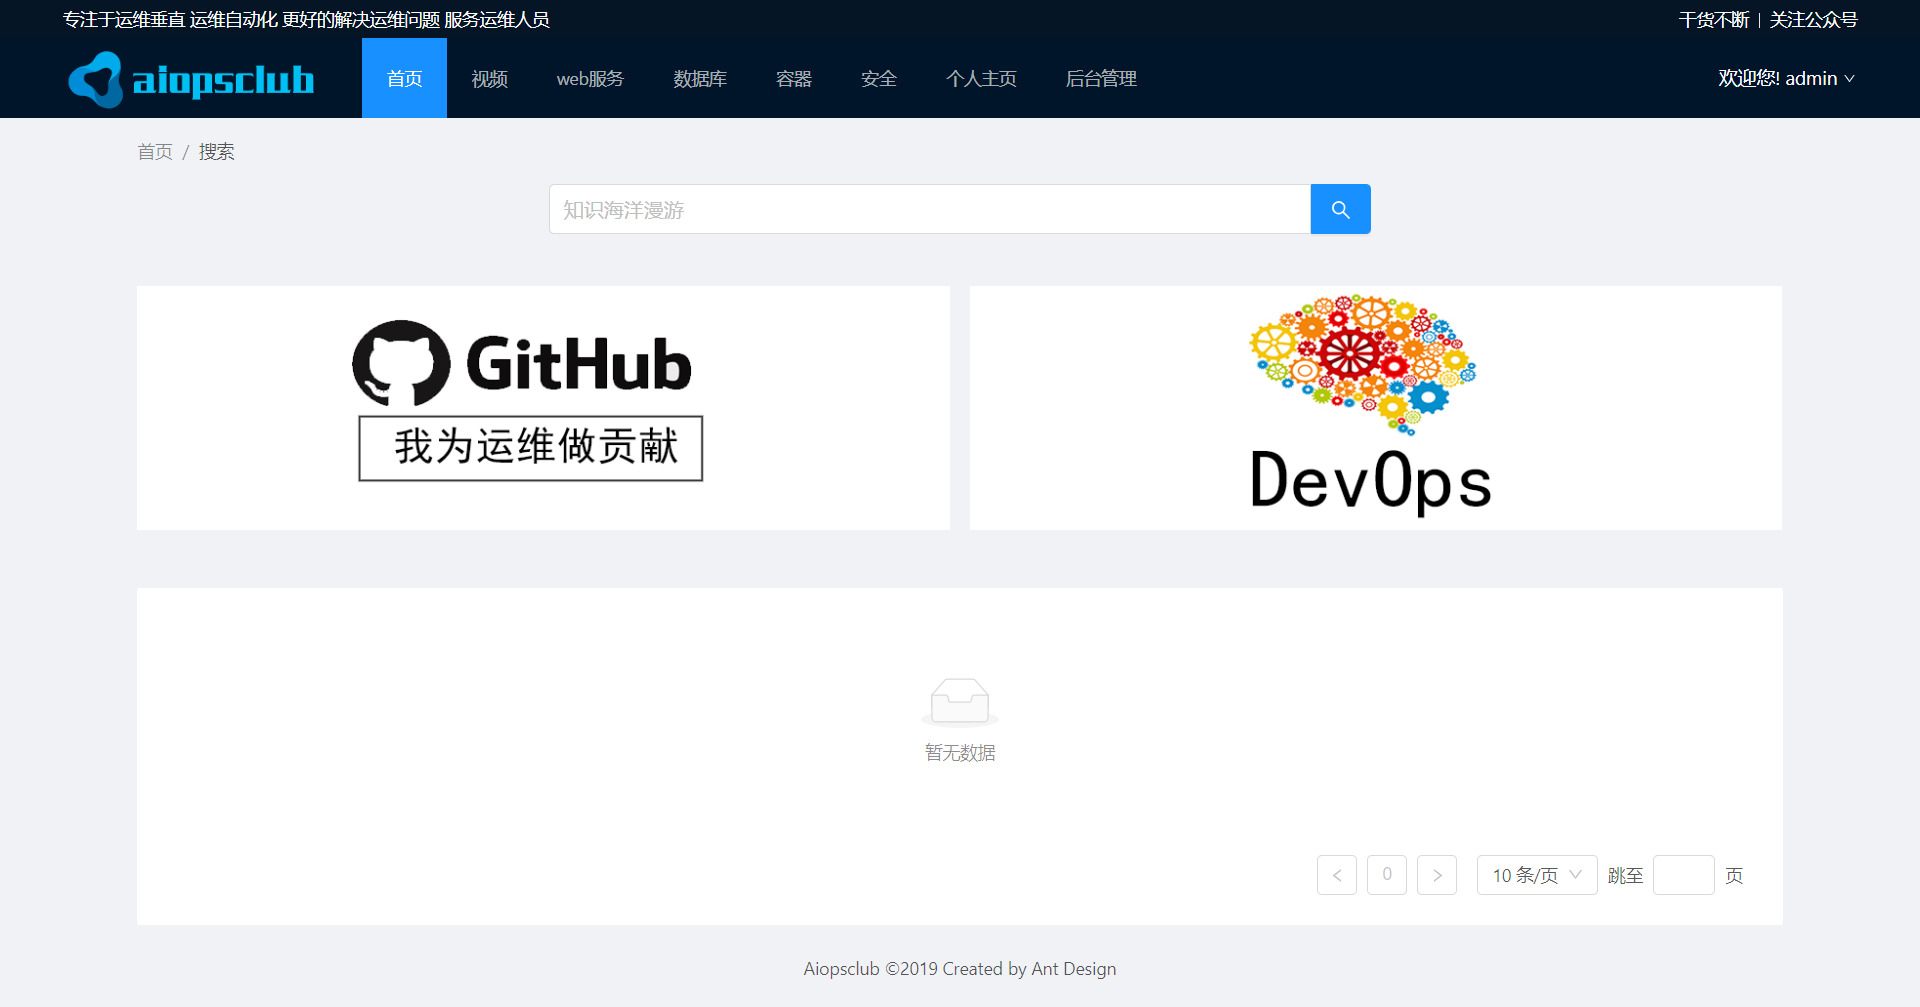 专注于运维垂直 运维自动化 更好的解决运维问题 服务运维人员
干货不断 | 关注公众号
aiopsclub
首页 视频 web服务 数据库 容器 安全 个人主页 后台管理
欢迎您! admin
首页 / 搜索
知识海洋漫游
GitHub
我为运维做贡献
DevOps
暂无数据
< 0 > 10 条/页 跳至 页
Aiopsclub ©2019 Created by Ant Design